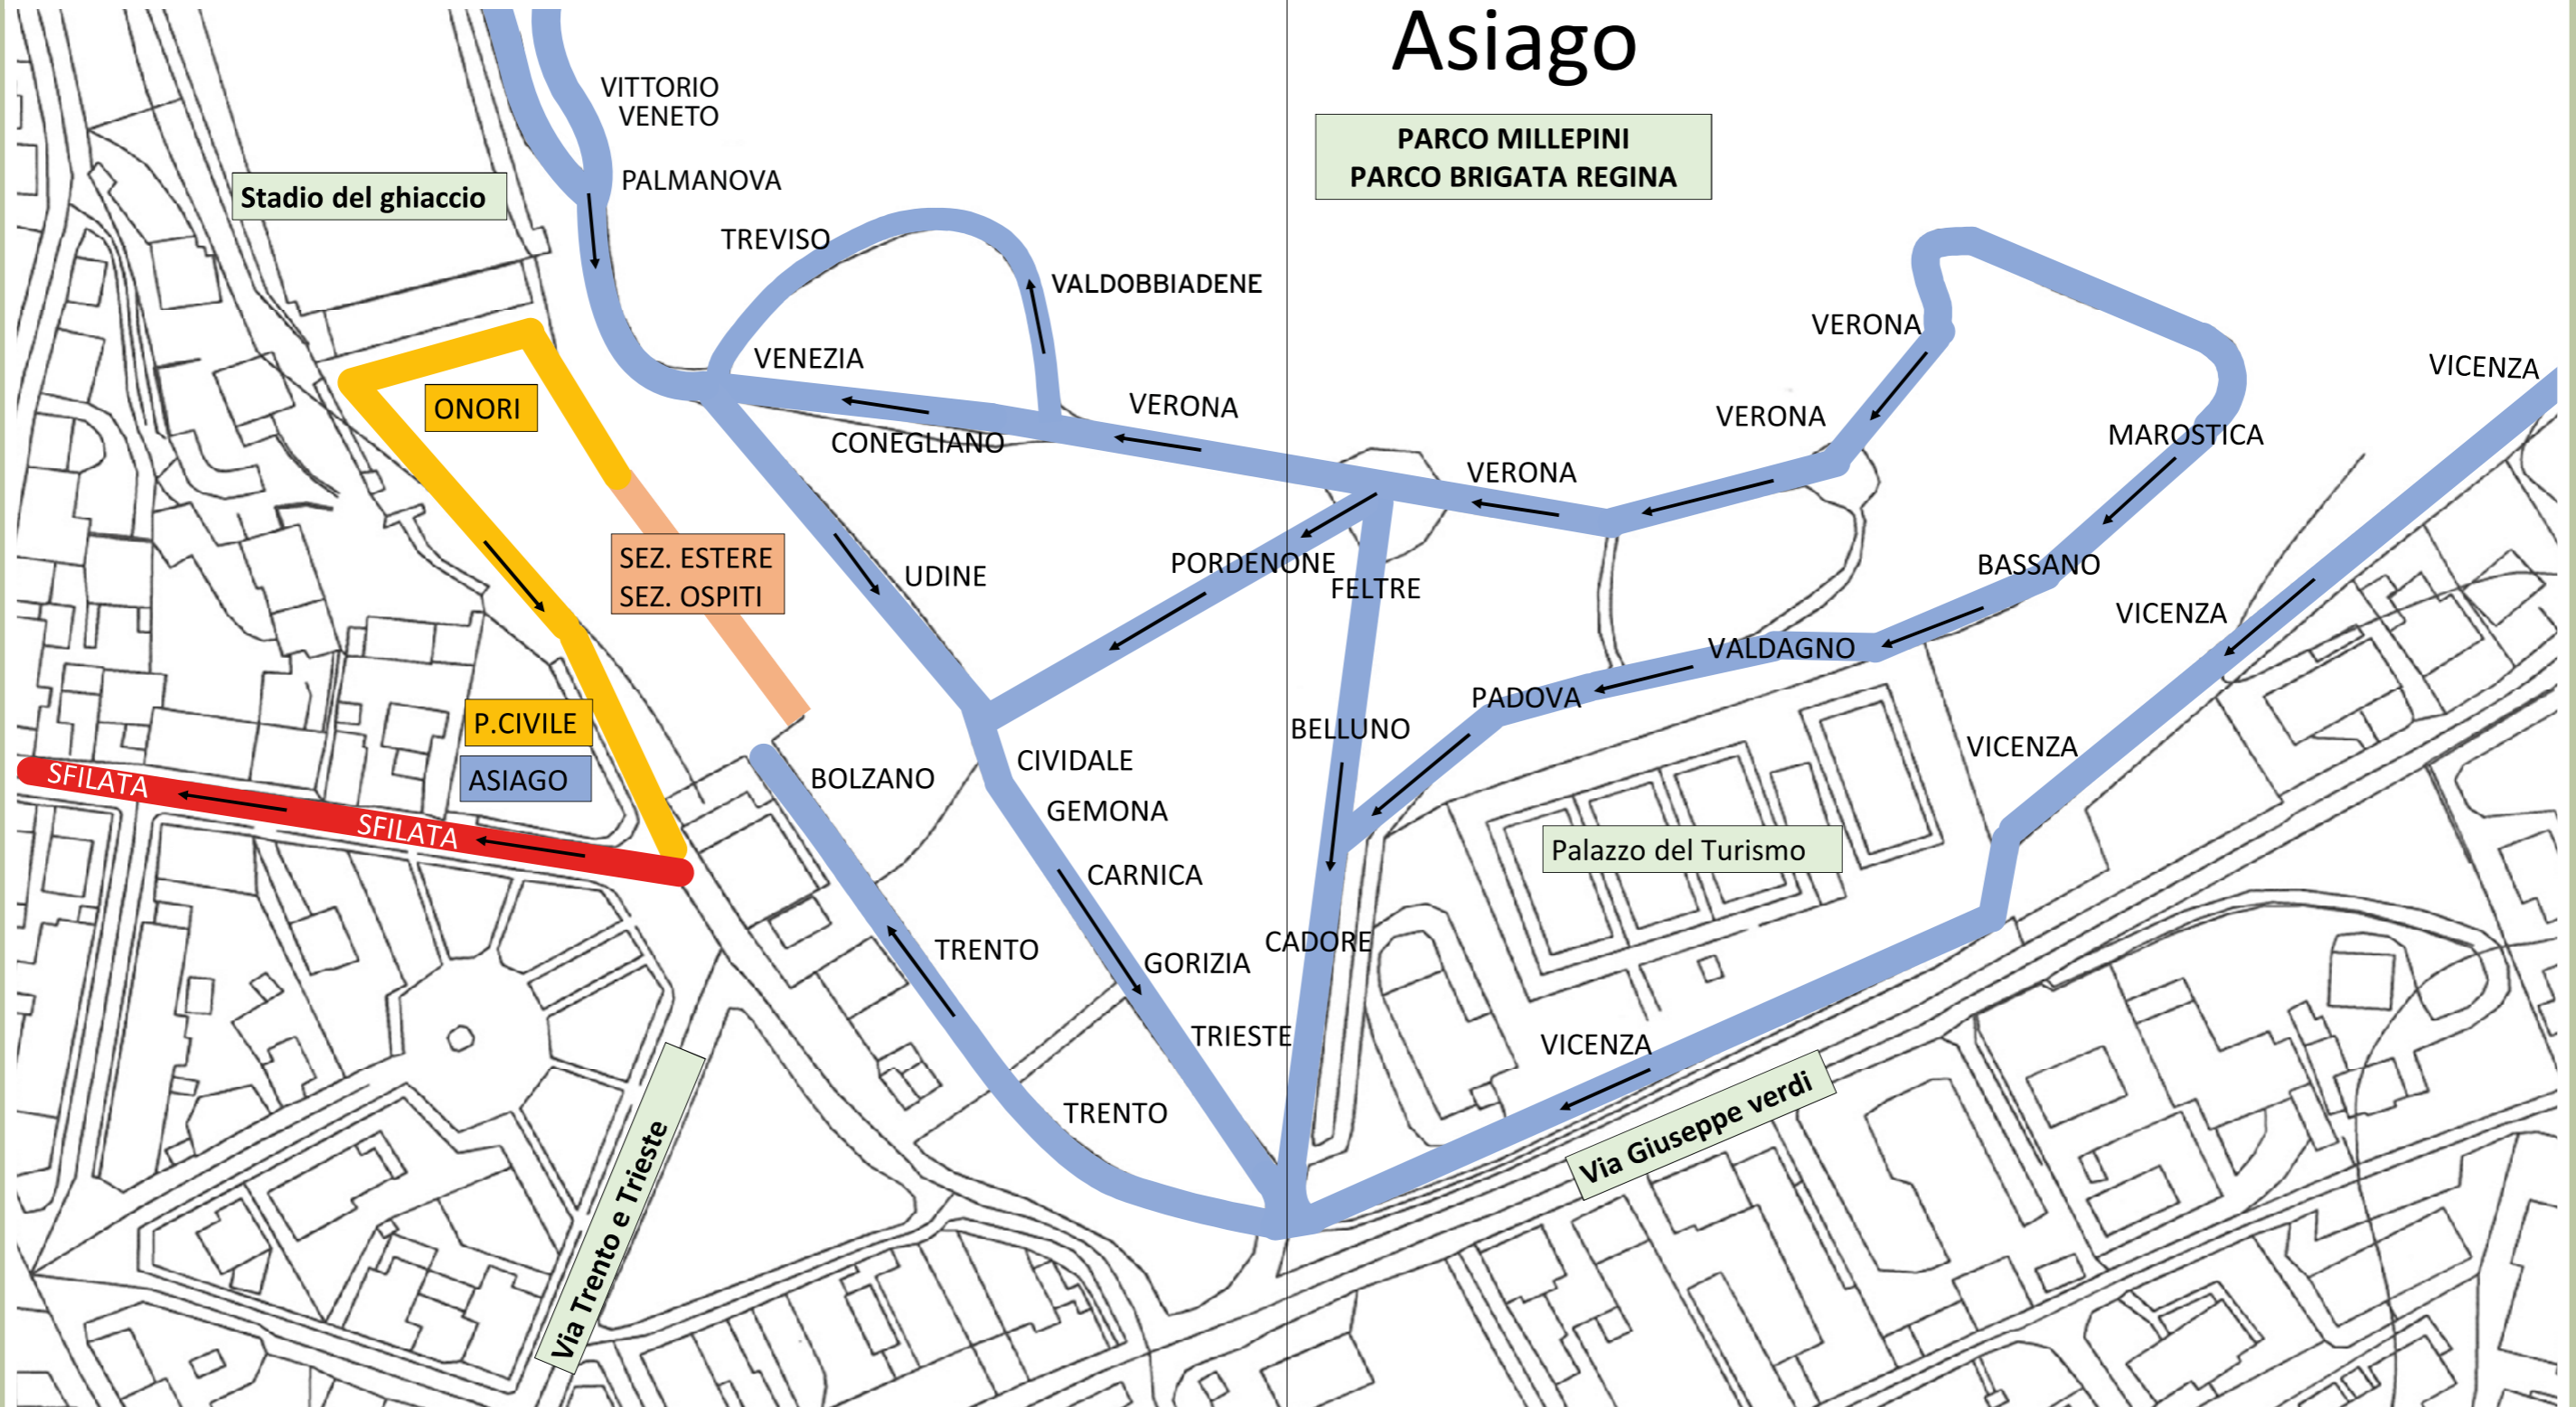 Asiago
PARCO MILLEPINI
PARCO BRIGATA REGINA
VITTORIO
VENETO
PALMANOVA
Stadio del ghiaccio
TREVISO
VALDOBBIADENE
VENEZIA
CONEGLIANO
VERONA
VERONA
VERONA
VERONA
VICENZA
MAROSTICA
ONORI
SEZ. ESTERE
SEZ. OSPITI
UDINE
PORDENONE
FELTRE
BASSANO
VICENZA
VALDAGNO
PADOVA
BELLUNO
VICENZA
P.CIVILE
ASIAGO
SFILATA
SFILATA
BOLZANO
CIVIDALE
GEMONA
CARNICA
Palazzo del Turismo
TRENTO
GORIZIA
CADORE
TRIESTE
VICENZA
TRENTO
Via Giuseppe verdi
Via Trento e Trieste